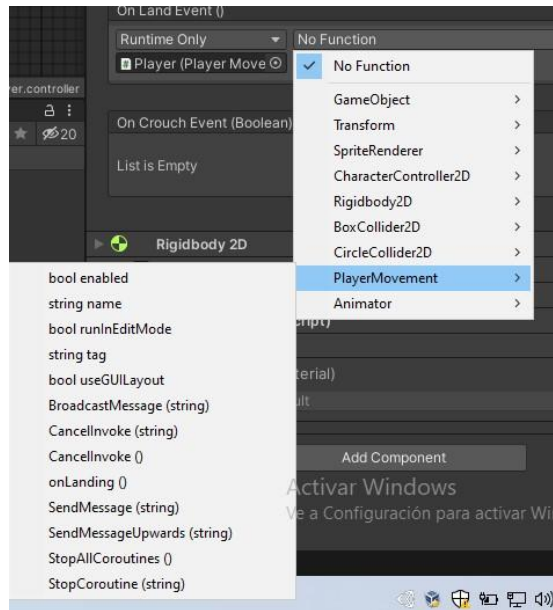 On Land Event ()
Runtime Only
No Function
Player (Player Move
No Function
GameObject
Transform
SpriteRenderer
CharacterController2D
Rigidbody2D
BoxCollider2D
CircleCollider2D
PlayerMovement
Animator
er.controller
20
On Crouch Event (Boolean)
List is Empty
Rigidbody 2D
bool enabled
string name
bool runInEditMode
string tag
bool useGUILayout
BroadcastMessage (string)
CancelInvoke (string)
CancelInvoke ()
onLanding ()
SendMessage (string)
SendMessageUpwards (string)
StopAllCoroutines ()
StopCoroutine (string)
cript)
terial)
ult
Add Component
Activar Windows
Ve a Configuración para activar Wi